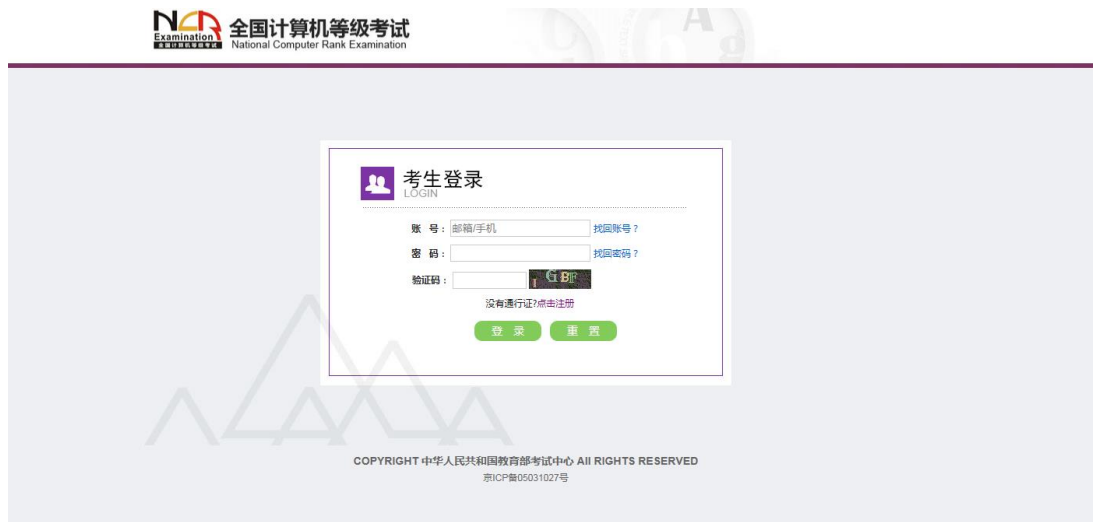 NCR
Examination
全国计算机等级考试
全国计算机等级考试
National Computer Rank Examination
A
g
考生登录
LOGIN
账 号: 邮箱/手机 找回账号?
密 码: 找回密码?
验证码: I G B F
没有通行证?点击注册
登 录 重 置
COPYRIGHT 中华人民共和国教育部考试中心 All RIGHTS RESERVED
京ICP备05031027号